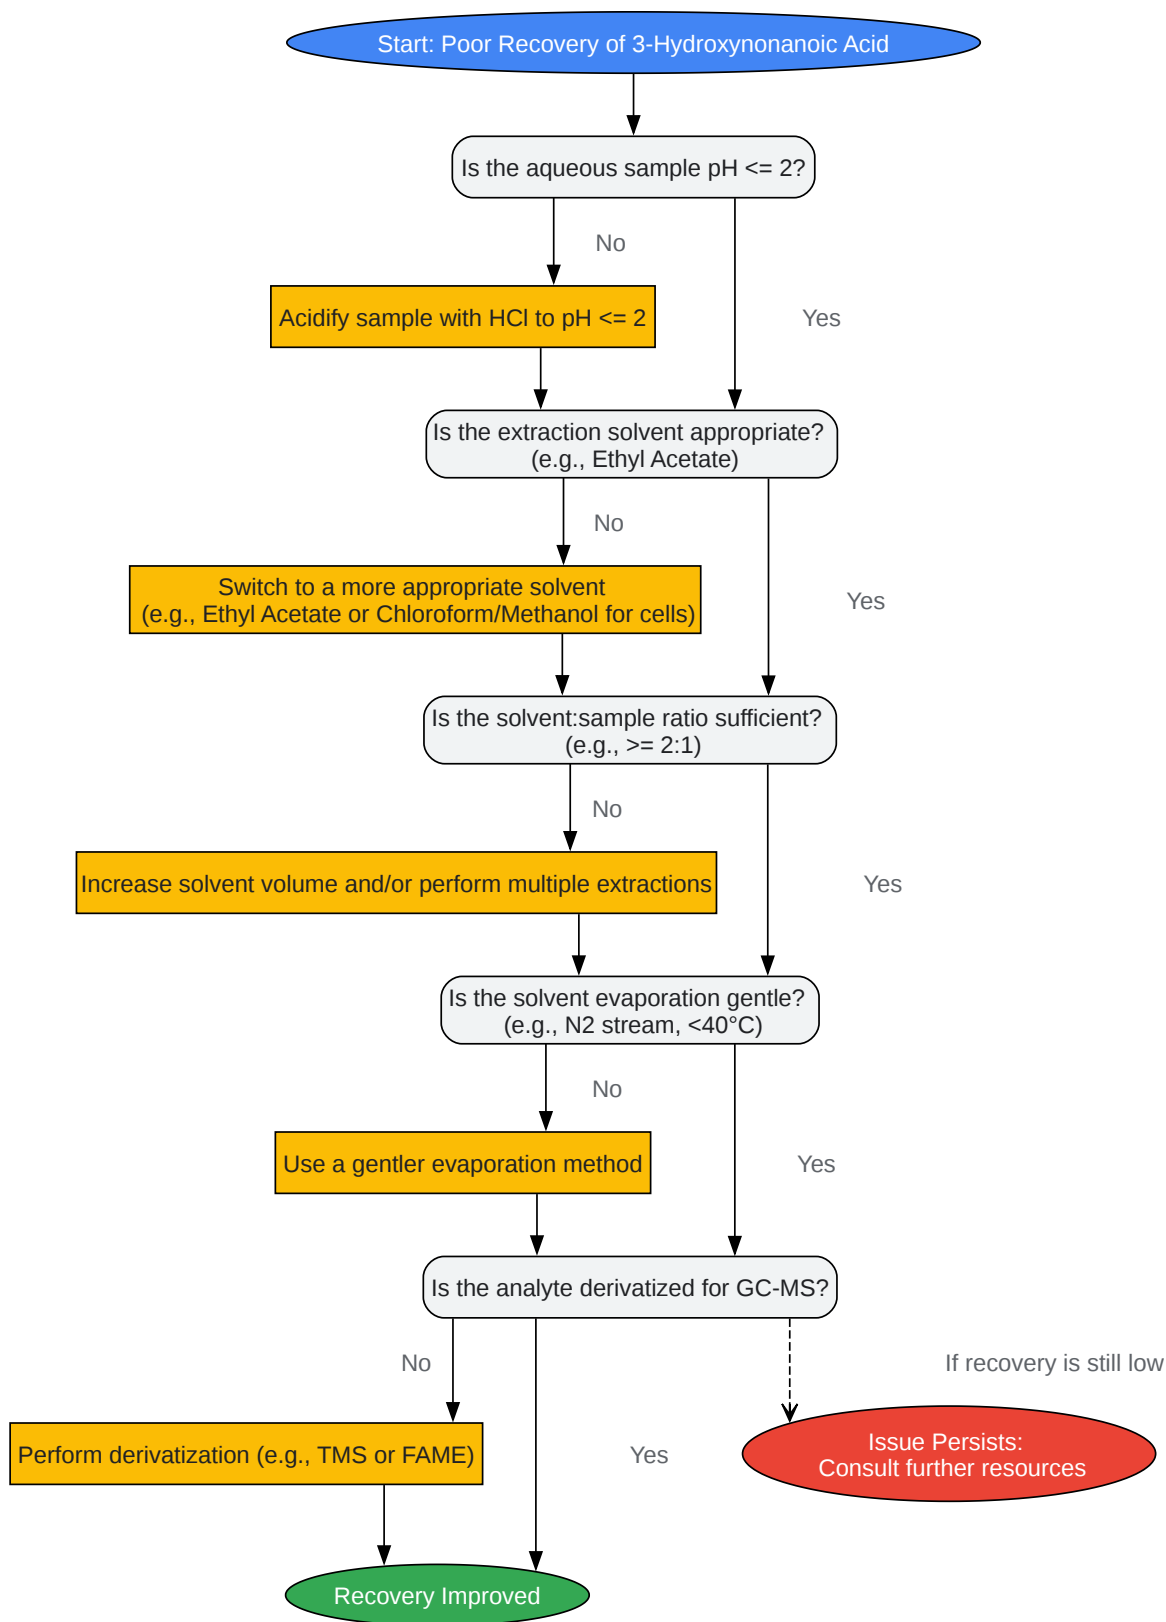 Start: Poor Recovery of 3-Hydroxynonanoic Acid
Is the aqueous sample pH <= 2?
No
Acidify sample with HCl to pH <= 2
Yes
Is the extraction solvent appropriate?
(e.g., Ethyl Acetate)
No
Switch to a more appropriate solvent
(e.g., Ethyl Acetate or Chloroform/Methanol for cells)
Yes
Is the solvent:sample ratio sufficient?
(e.g., >= 2:1)
No
Increase solvent volume and/or perform multiple extractions
Yes
Is the solvent evaporation gentle?
(e.g., N2 stream, <40°C)
No
Use a gentler evaporation method
Yes
Is the analyte derivatized for GC-MS?
No
If recovery is still low
Perform derivatization (e.g., TMS or FAME)
Yes
Issue Persists:
Consult further resources
Recovery Improved